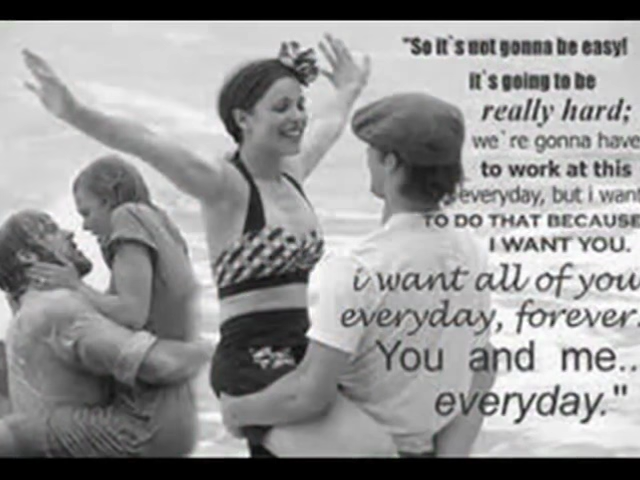 "So it`s not gonna be easy!
it`s going to be
really hard;
we`re gonna have
to work at this
everyday, but i want
TO DO THAT BECAUSE
I WANT YOU.
i want all of you
everyday, forever.
You and me..
everyday."